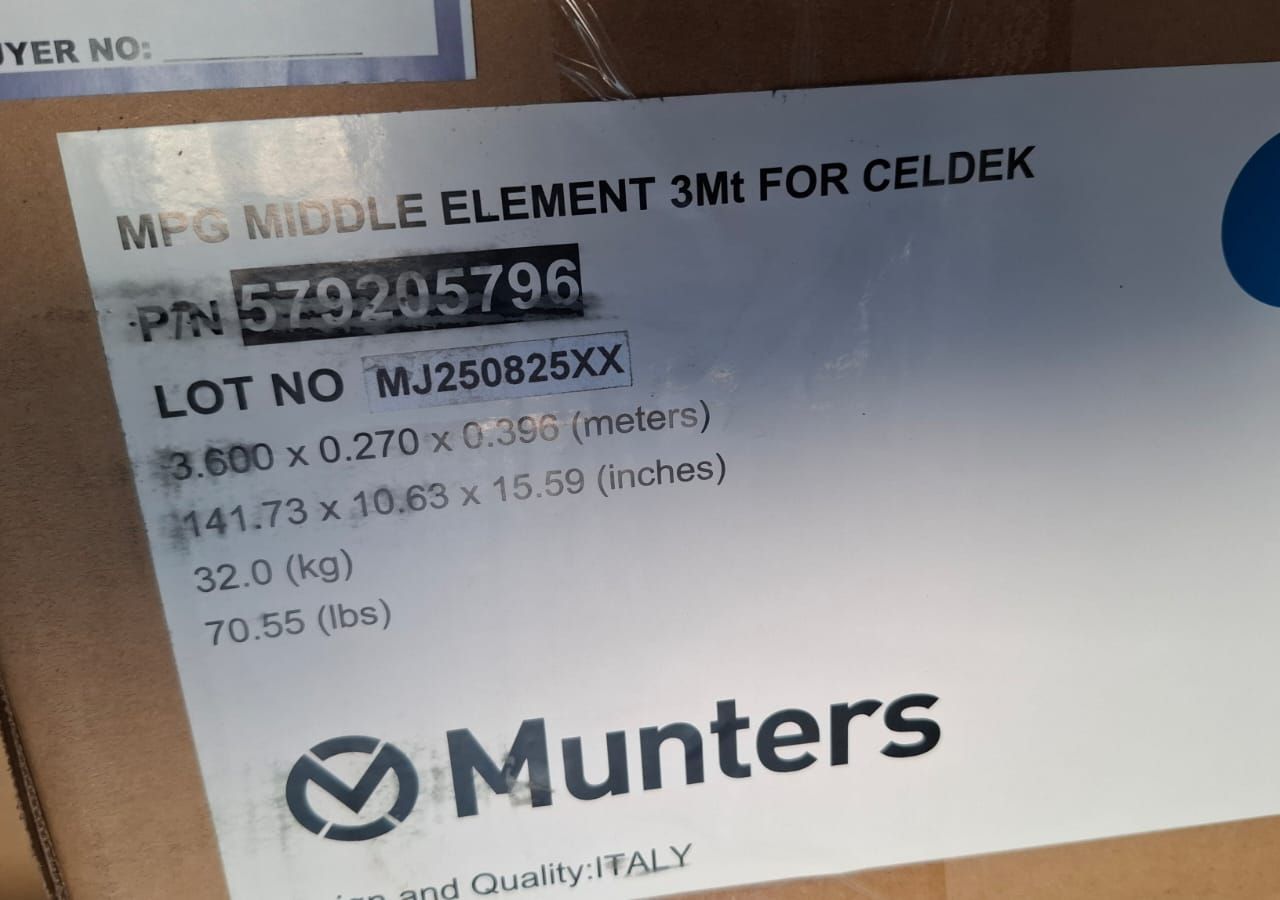 YER NO:
MPG MIDDLE ELEMENT 3Mt FOR CELDEK
P/N 579205796
LOT NO MJ250825XX
3.600 x 0.270 x 0.396 (meters)
141.73 x 10.63 x 15.59 (inches)
32.0 (kg)
70.55 (lbs)
Munters
and Quality:ITALY